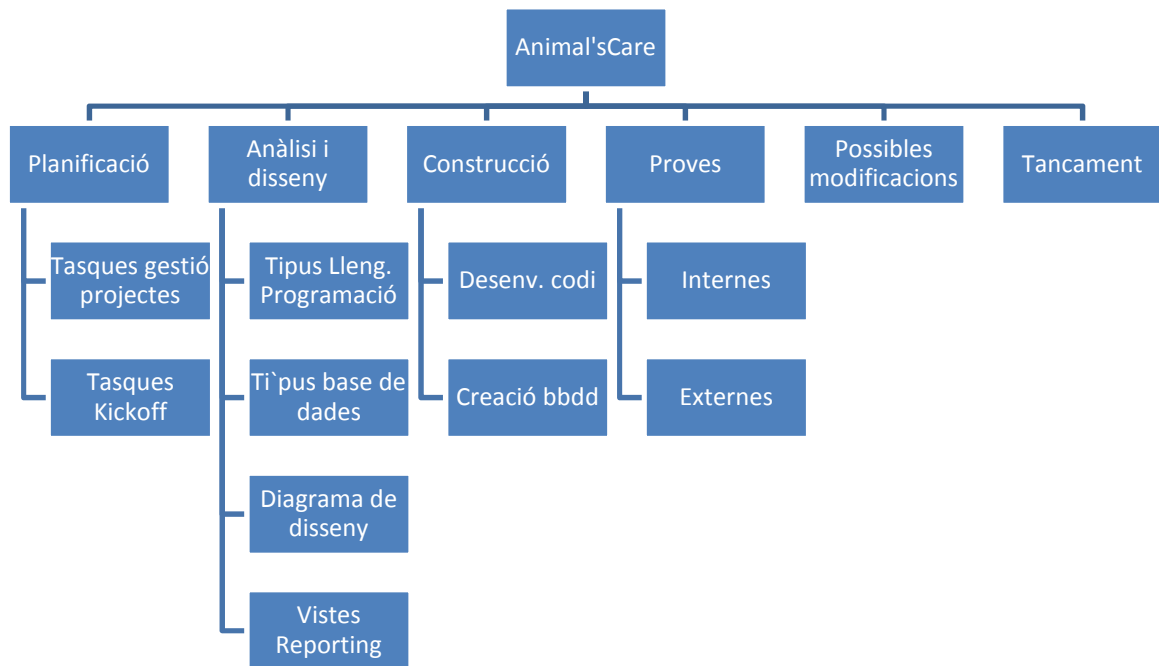 Animal'sCare
Planificació
Anàlisi i
disseny
Construcció
Proves
Possibles
modificacions
Tancament
Tasques gestió
projectes
Tipus Lleng.
Programació
Desenv. codi
Internes
Tasques
Kickoff
Ti`pus base de
dades
Creació bbdd
Externes
Diagrama de
disseny
Vistes
Reporting